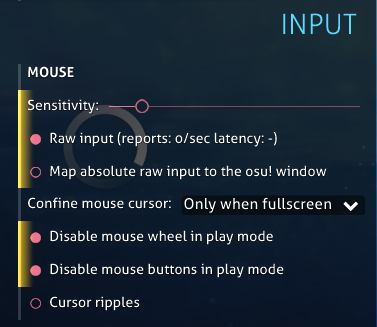 INPUT
MOUSE
Sensitivity:
Raw input (reports: 0/sec latency: -)
Map absolute raw input to the osu! window
Confine mouse cursor: Only when fullscreen
Disable mouse wheel in play mode
Disable mouse buttons in play mode
Cursor ripples